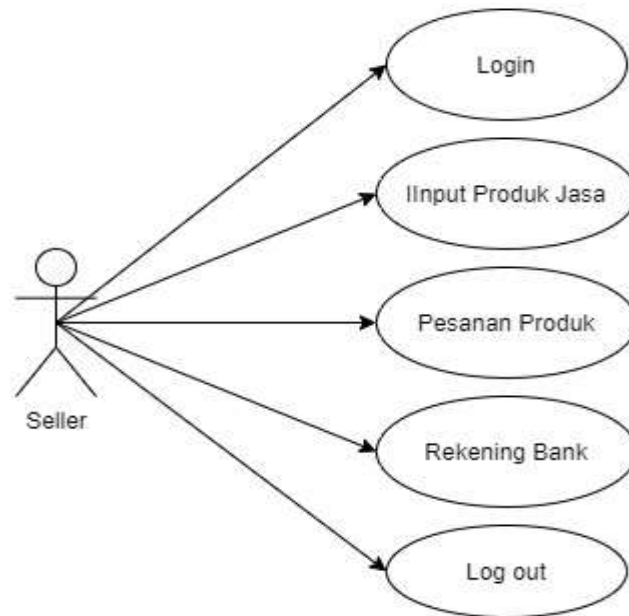 Login
IInput Produk Jasa
Pesanan Produk
Seller
Rekening Bank
Log out